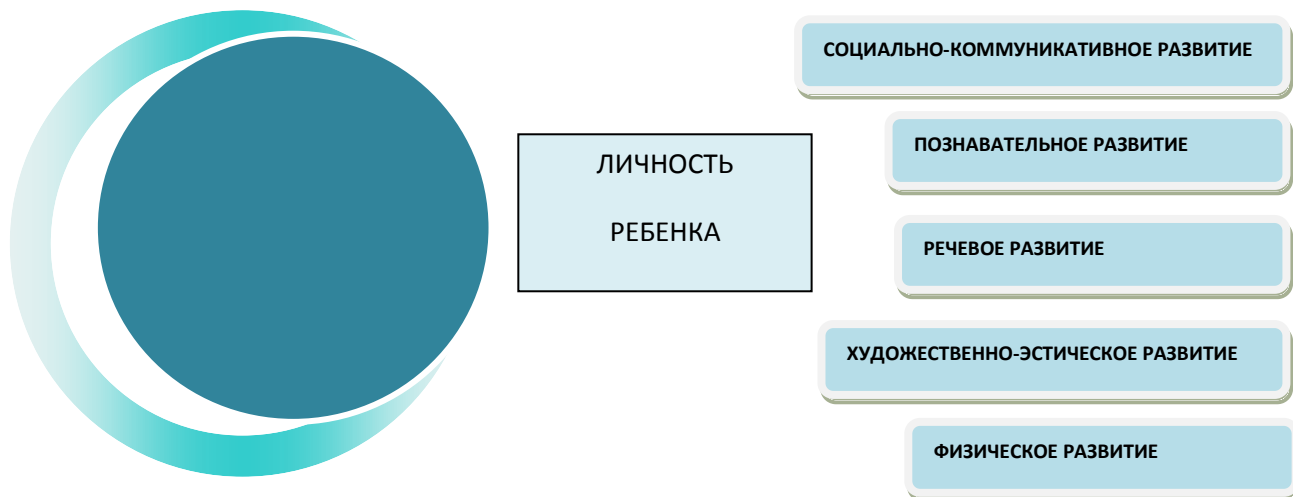 СОЦИАЛЬНО-КОММУНИКАТИВНОЕ РАЗВИТИЕ
ПОЗНАВАТЕЛЬНОЕ РАЗВИТИЕ
ЛИЧНОСТЬ
РЕБЕНКА
РЕЧЕВОЕ РАЗВИТИЕ
ХУДОЖЕСТВЕННО-ЭСТИЧЕСКОЕ РАЗВИТИЕ
ФИЗИЧЕСКОЕ РАЗВИТИЕ